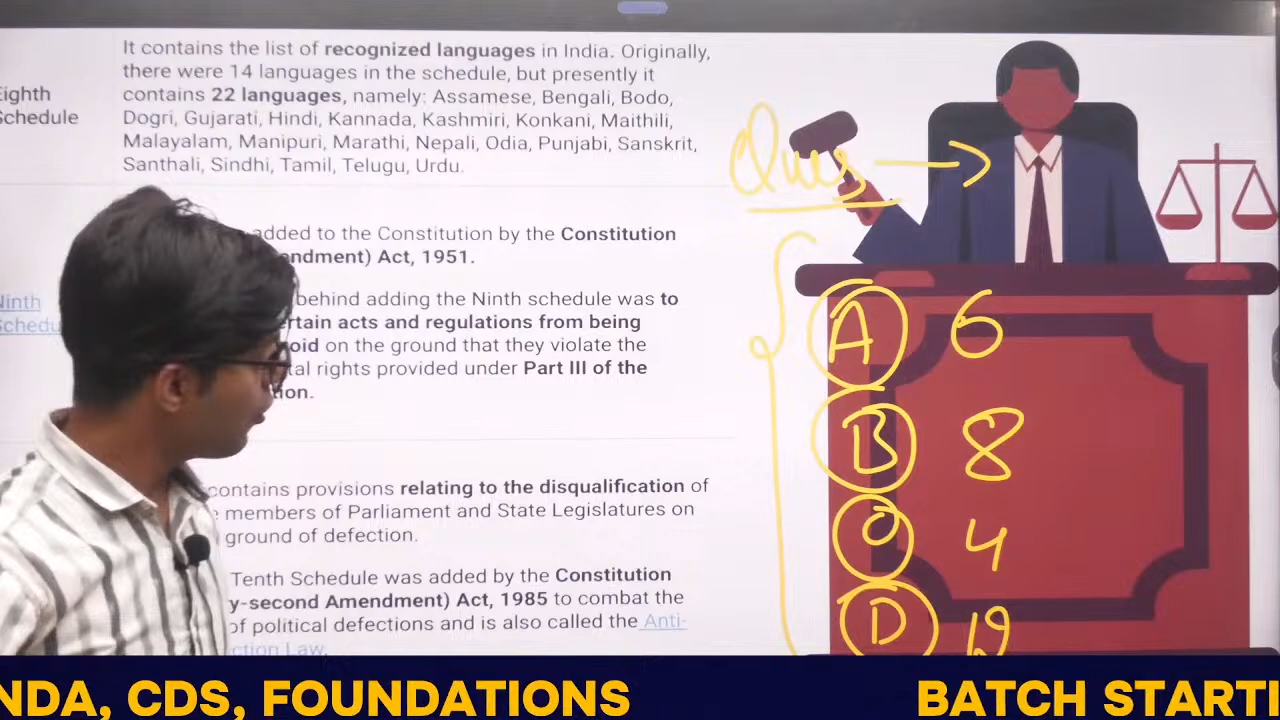 Eighth
Schedule
It contains the list of recognized languages in India. Originally,
there were 14 languages in the schedule, but presently it
contains 22 languages, namely: Assamese, Bengali, Bodo,
Dogri, Gujarati, Hindi, Kannada, Kashmiri, Konkani, Maithili,
Malayalam, Manipuri, Marathi, Nepali, Odia, Punjabi, Sanskrit,
Santhali, Sindhi, Tamil, Telugu, Urdu.
Ninth
added to the Constitution by the Constitution
Act, 1951.
behind adding the Ninth schedule was to
acts and regulations from being
on the ground that they violate the
rights provided under Part III of the
contains provisions relating to the disqualification of
members of Parliament and State Legislatures on
ground of defection.
Tenth Schedule was added by the Constitution
Amendment) Act, 1985 to combat the
of political defections and is also called the Anti-
Law.
Ques
A 6
B 8
4
D
NDA, CDS, FOUNDATIONS BATCH STARTI